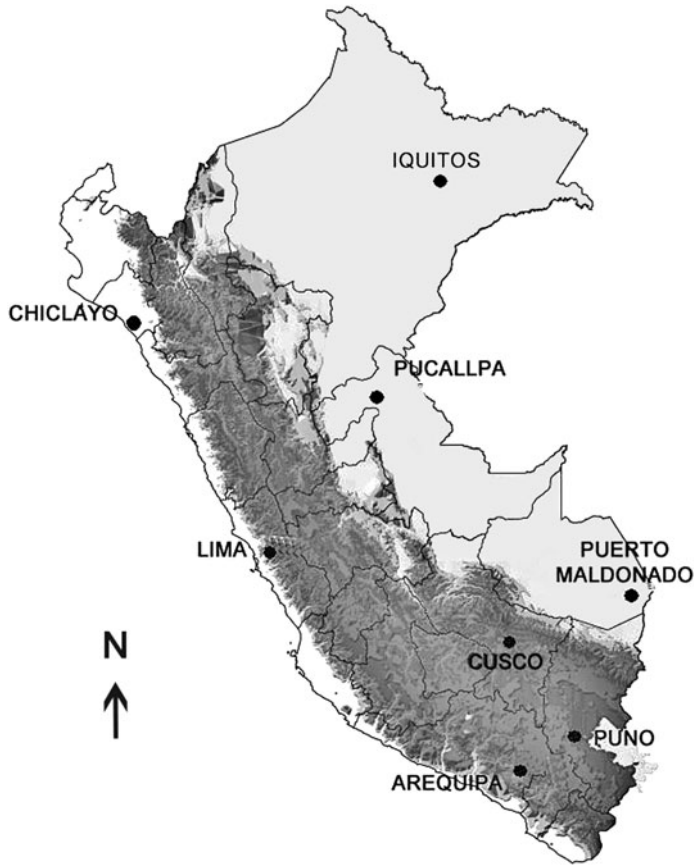 IQUITOS
CHICLAYO
PUCALLPA
LIMA
PUERTO
MALDONADO
N
CUSCO
PUNO
AREQUIPA